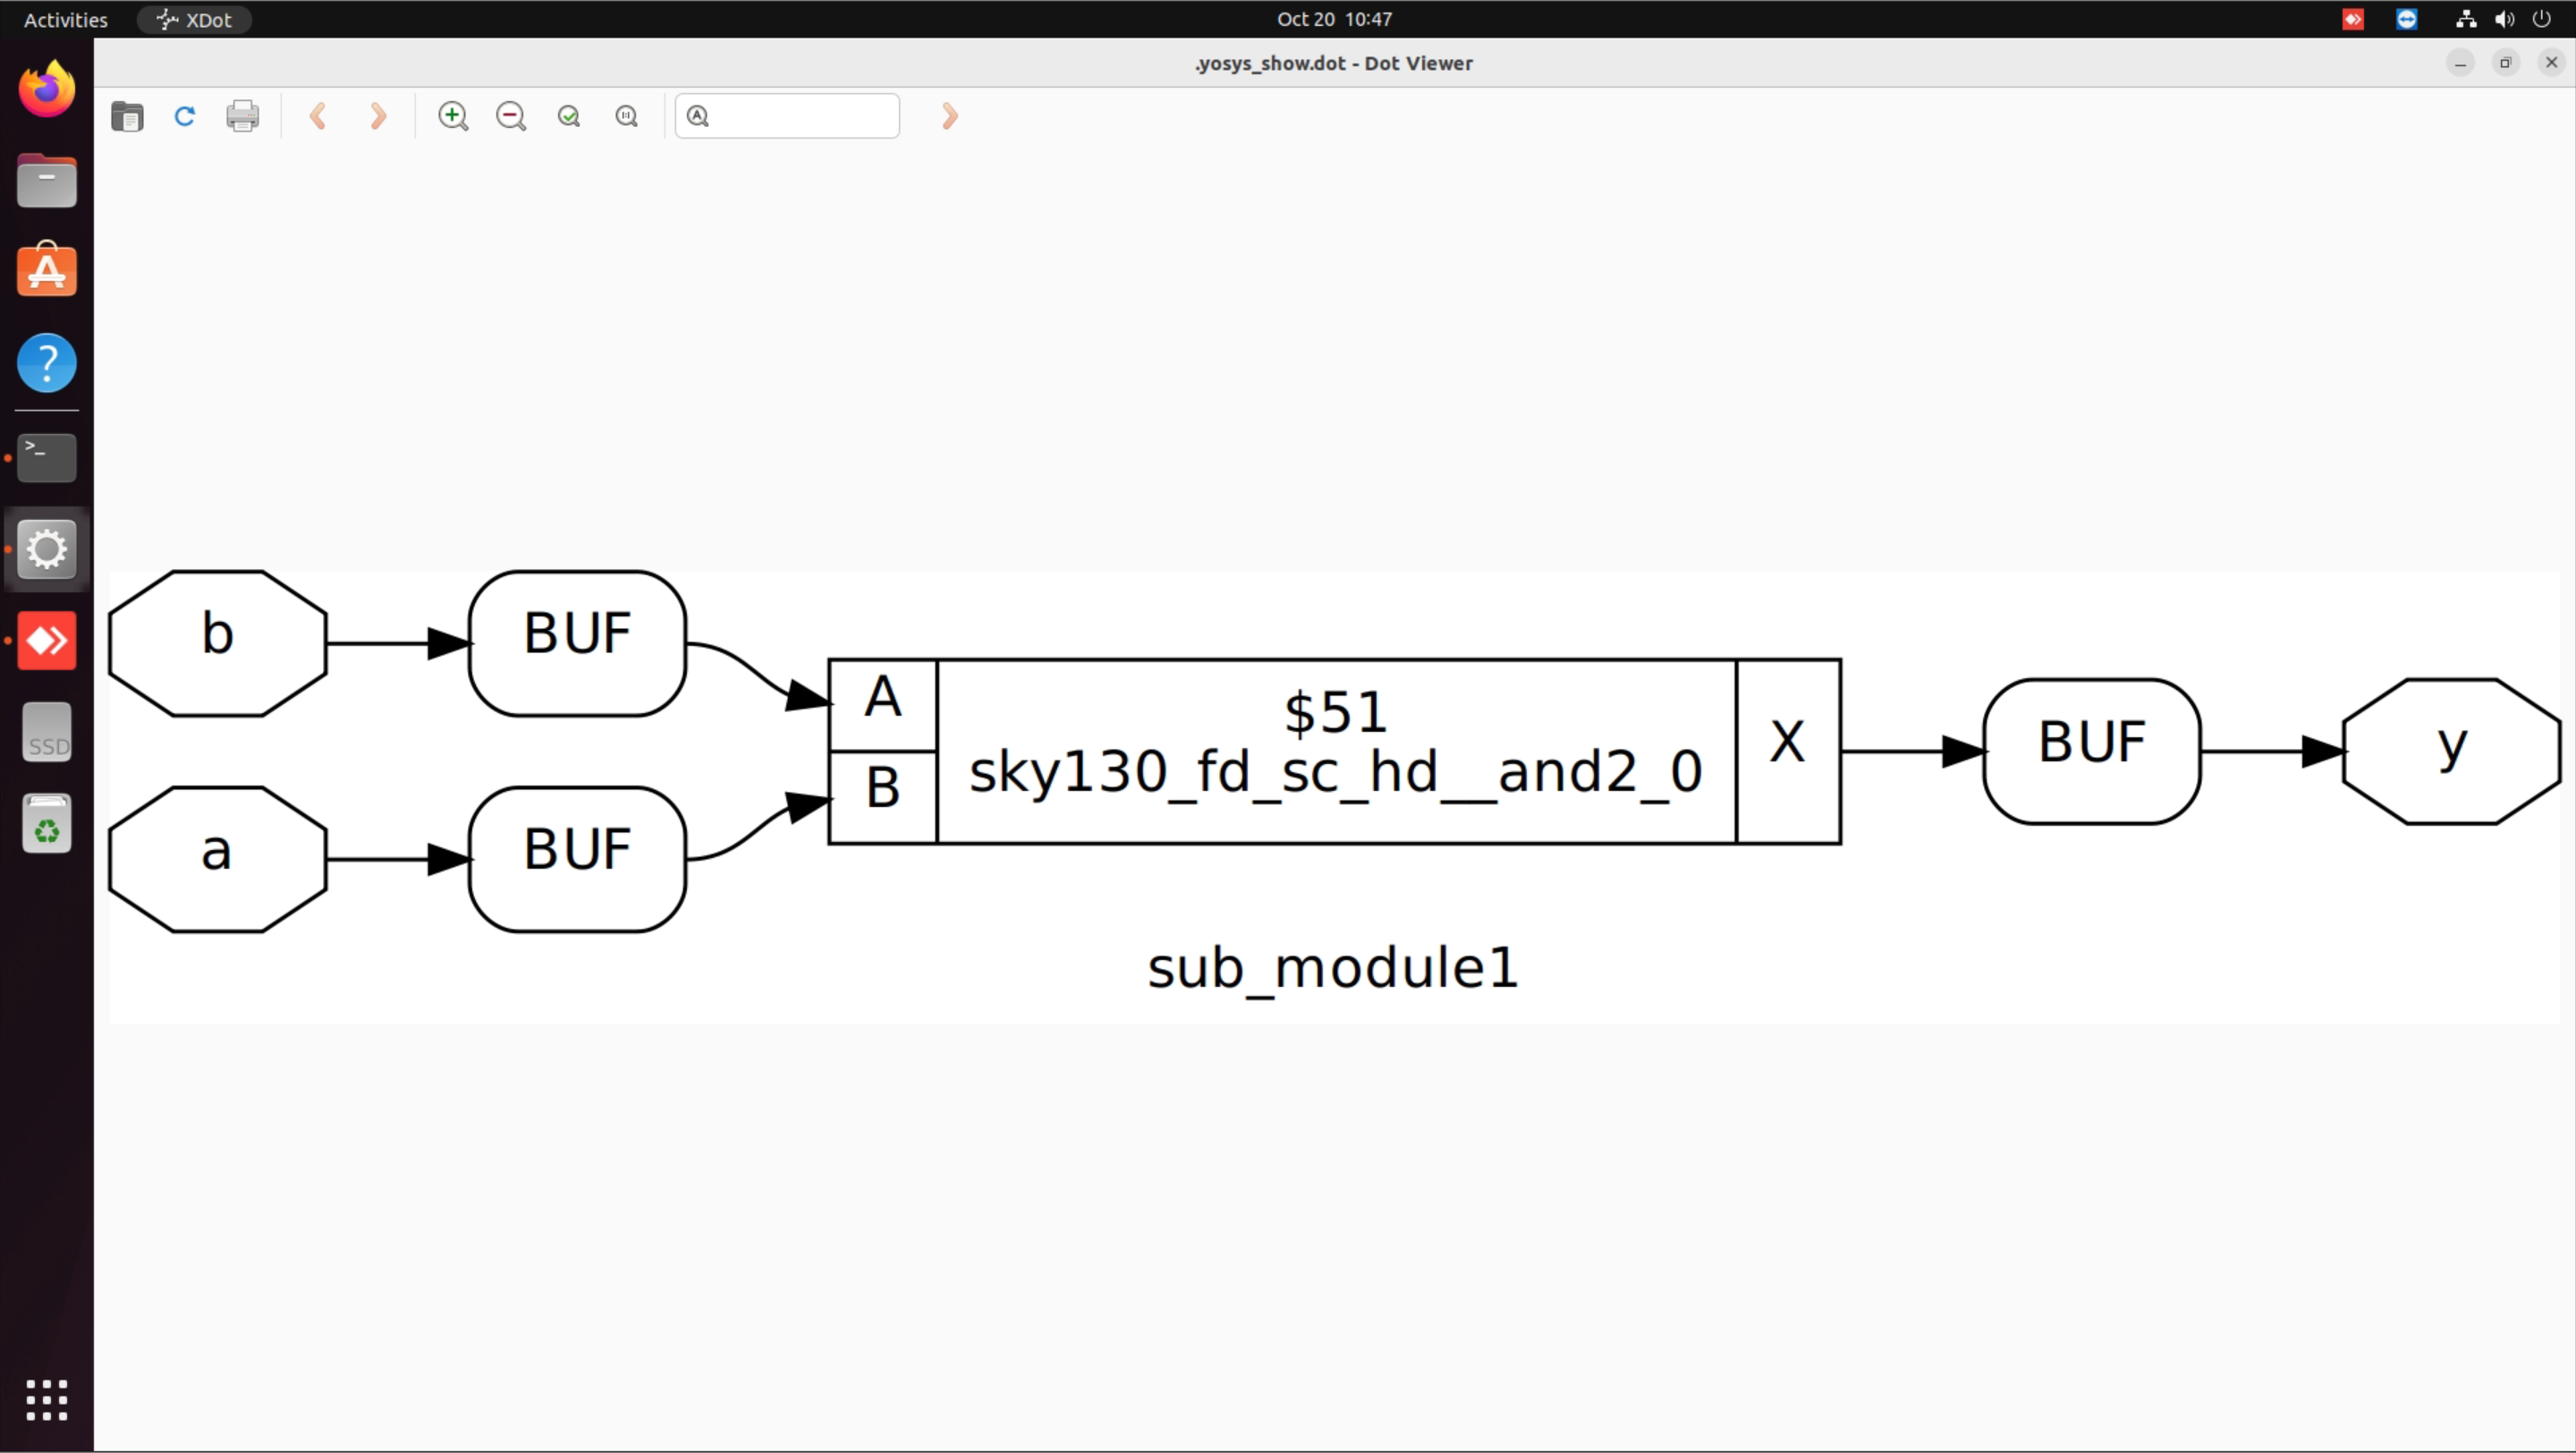 Activities XDot Oct 20 10:47
.yosys_show.dot - Dot Viewer
b BUF
A
B
$51
sky130_fd_sc_hd__and2_0
X
BUF
y
a BUF
sub_module1
SSD